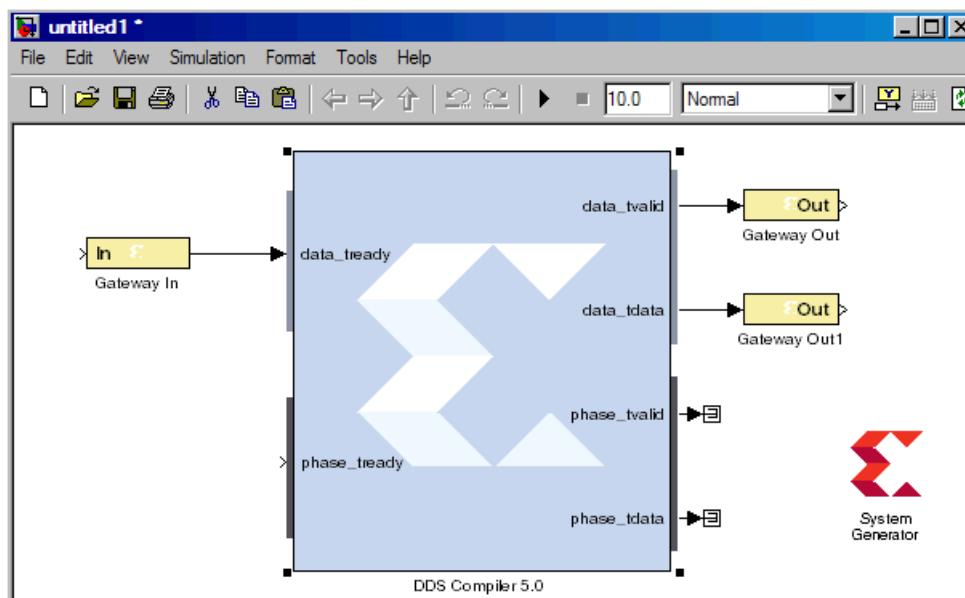 untitled1 *
File Edit View Simulation Format Tools Help
10.0 Normal
data_tvalid
Out
Gateway Out
In
data_tready
Gateway In
data_tdata
Out
Gateway Out1
phase_tvalid
phase_tready
phase_tdata
System
Generator
DDS Compiler 5.0